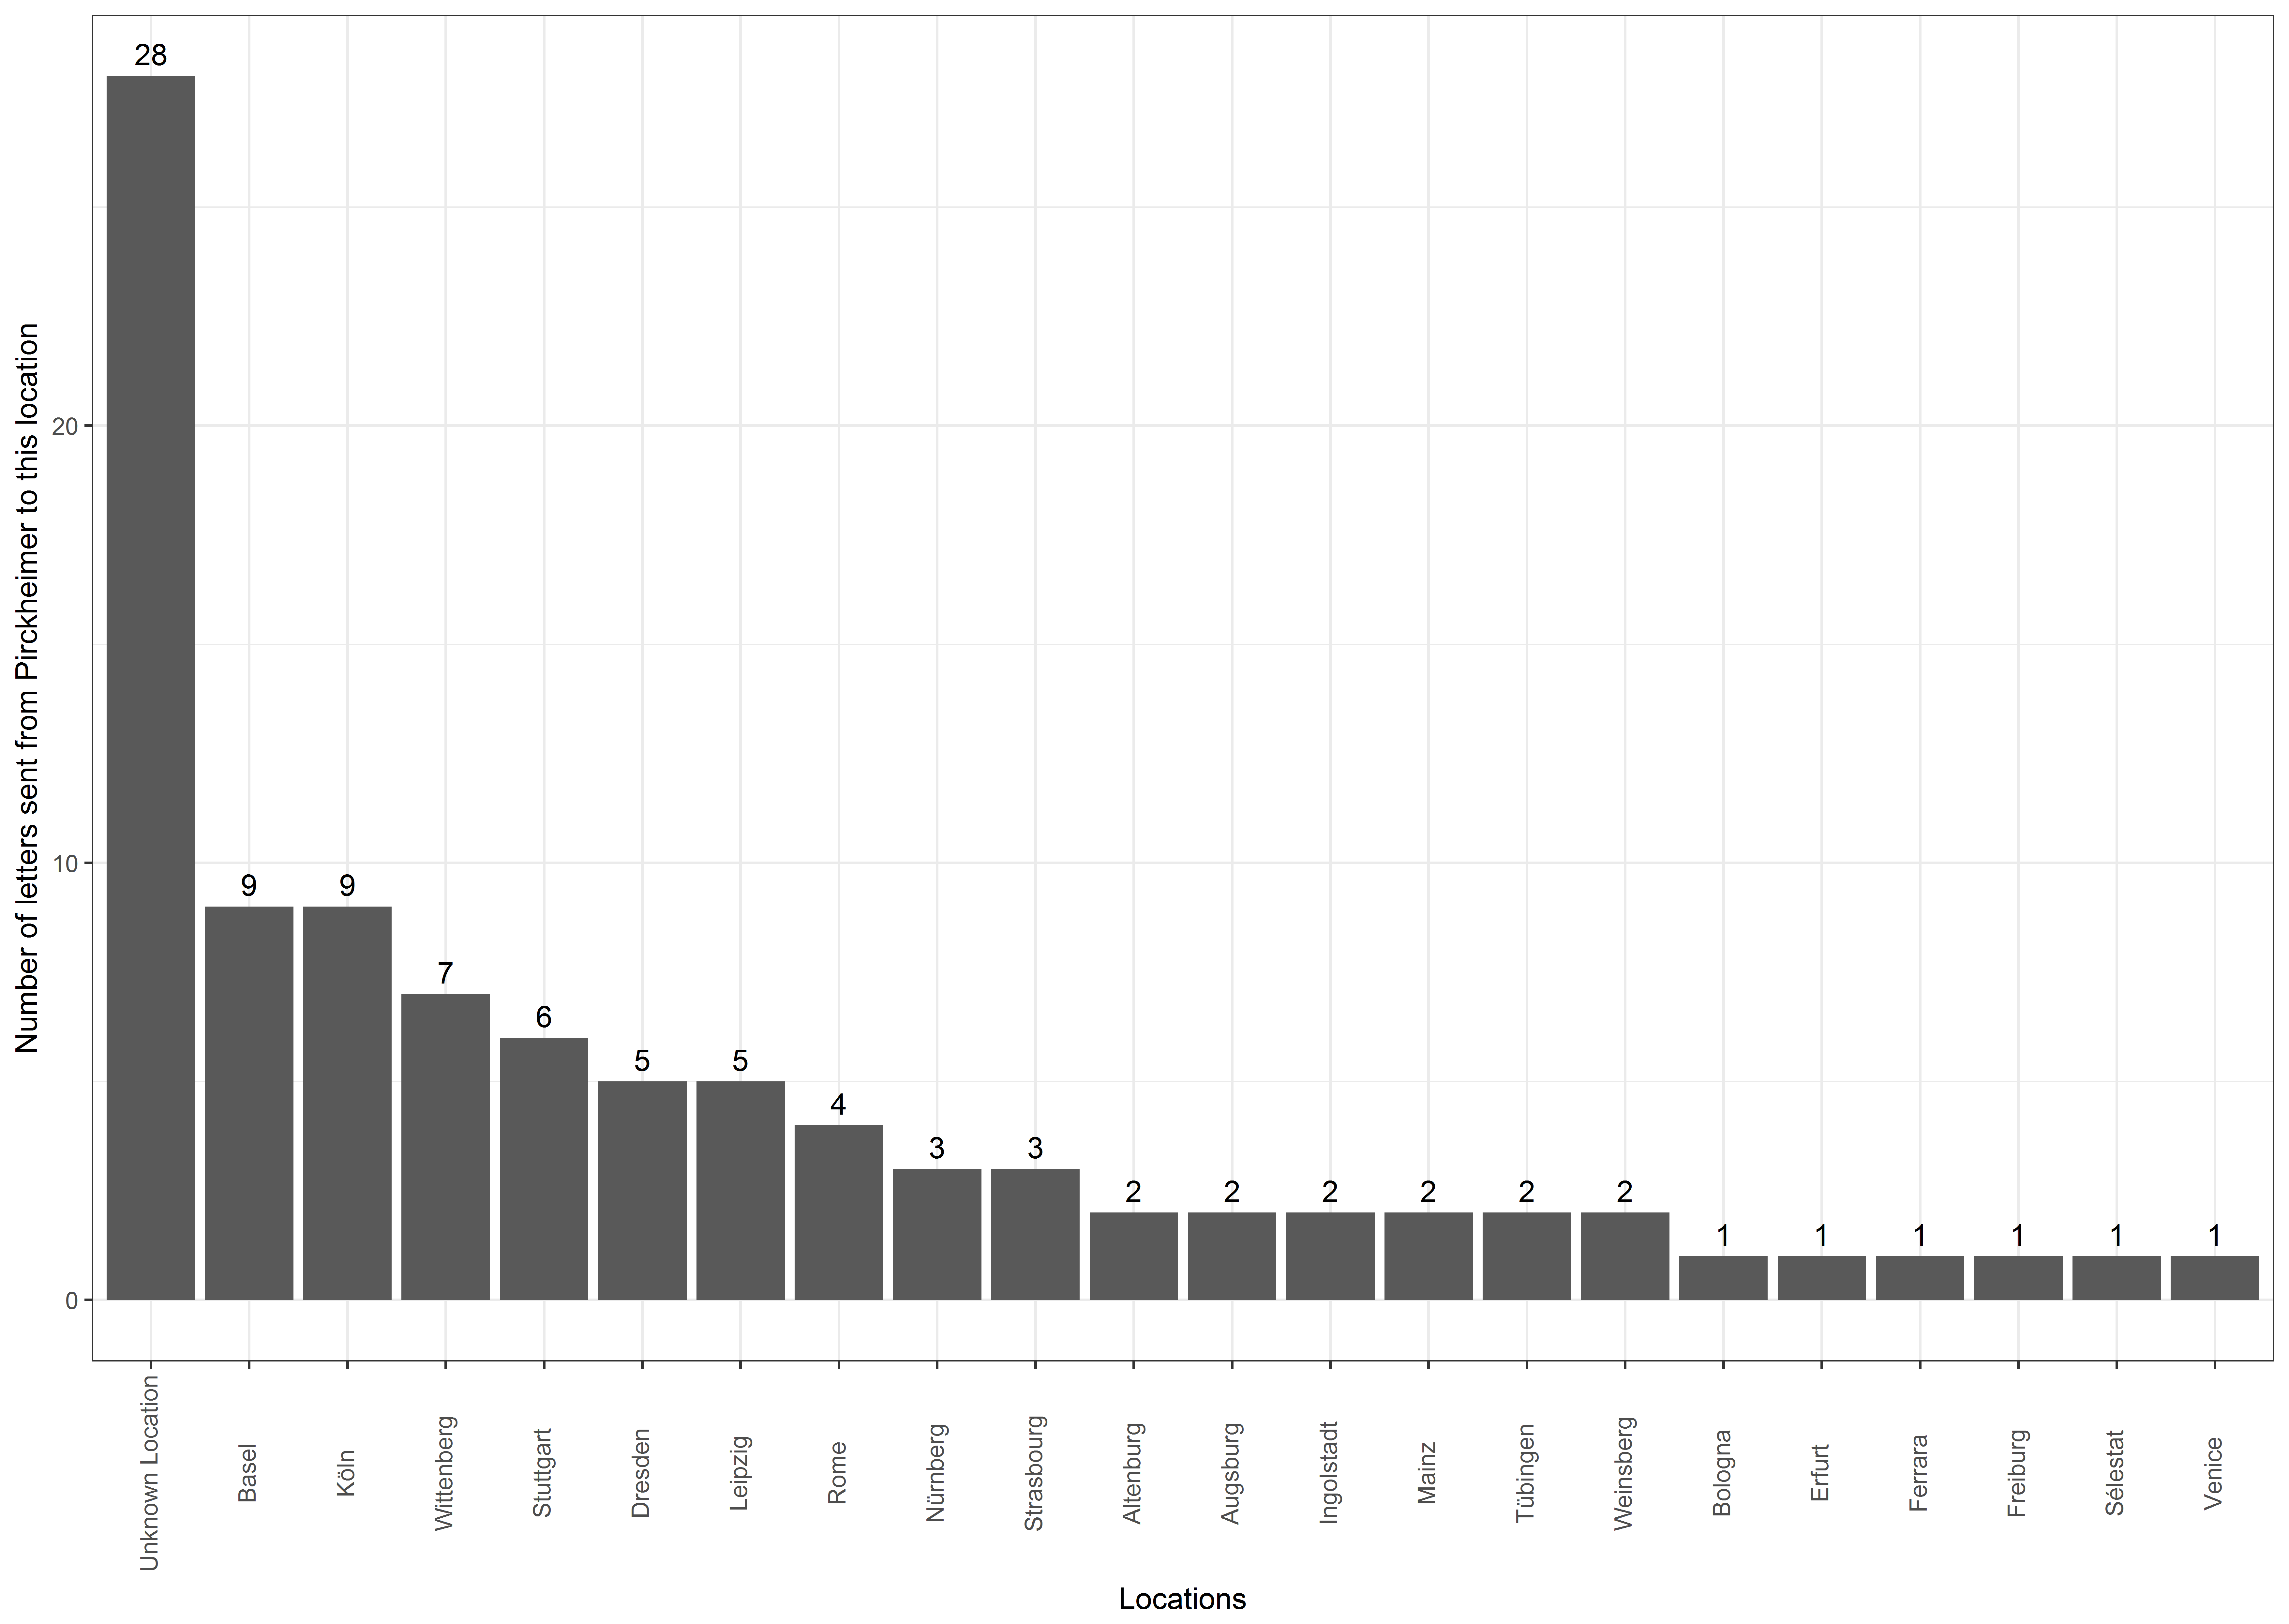 Number of letters sent from Pirckheimer to this location
20
10
0
28
9
9
7
6
5
5
4
3
3
2
2
2
2
2
2
1
1
1
1
1
1
Unknown Location
Basel
Köln
Wittenberg
Stuttgart
Dresden
Leipzig
Rome
Nürnberg
Strasbourg
Altenburg
Augsburg
Ingolstadt
Mainz
Tübingen
Weinsberg
Bologna
Erfurt
Ferrara
Freiburg
Sélestat
Venice
Locations